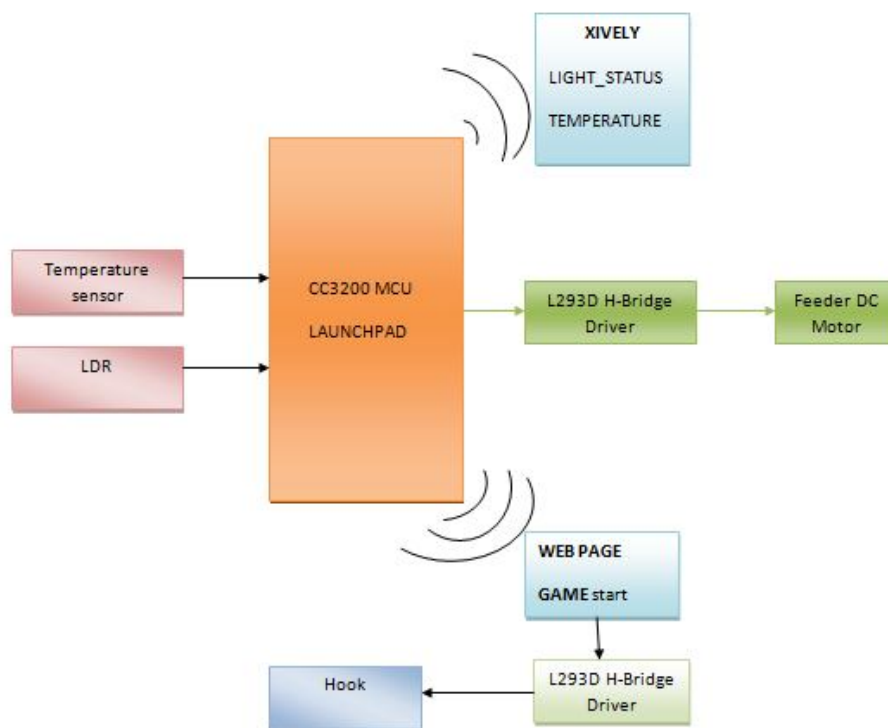 XIVELY
LIGHT_STATUS
TEMPERATURE
Temperature
sensor
CC3200 MCU
LAUNCHPAD
L293D H-Bridge
Driver
Feeder DC
Motor
LDR
WEB PAGE
GAME start
Hook
L293D H-Bridge
Driver